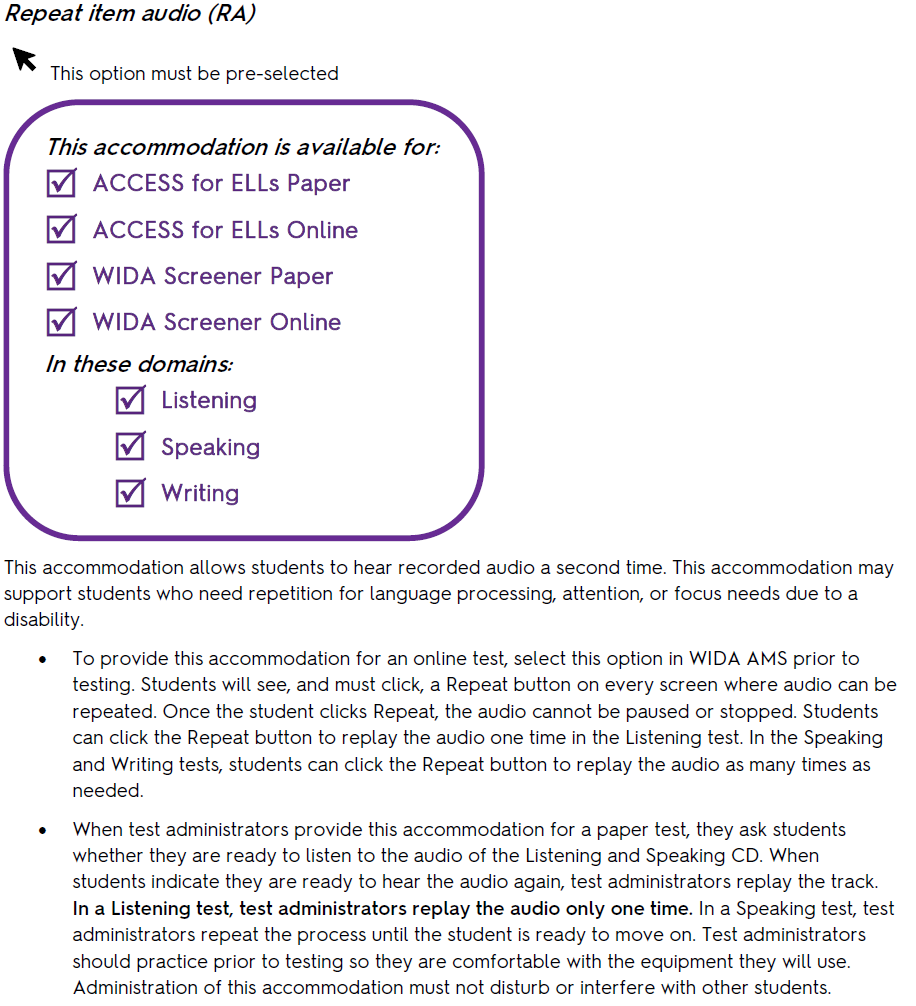 Repeat item audio (RA)
This option must be pre-selected
This accommodation is available for:
ACCESS for ELLs Paper
ACCESS for ELLs Online
WIDA Screener Paper
WIDA Screener Online
In these domains:
Listening
Speaking
Writing
This accommodation allows students to hear recorded audio a second time. This accommodation may
support students who need repetition for language processing, attention, or focus needs due to a
disability.
• To provide this accommodation for an online test, select this option in WIDA AMS prior to
testing. Students will see, and must click, a Repeat button on every screen where audio can be
repeated. Once the student clicks Repeat, the audio cannot be paused or stopped. Students
can click the Repeat button to replay the audio one time in the Listening test. In the Speaking
and Writing tests, students can click the Repeat button to replay the audio as many times as
needed.
• When test administrators provide this accommodation for a paper test, they ask students
whether they are ready to listen to the audio of the Listening and Speaking CD. When
students indicate they are ready to hear the audio again, test administrators replay the track.
In a Listening test, test administrators replay the audio only one time. In a Speaking test, test
administrators repeat the process until the student is ready to move on. Test administrators
should practice prior to testing so they are comfortable with the equipment they will use.
Administration of this accommodation must not disturb or interfere with other students.